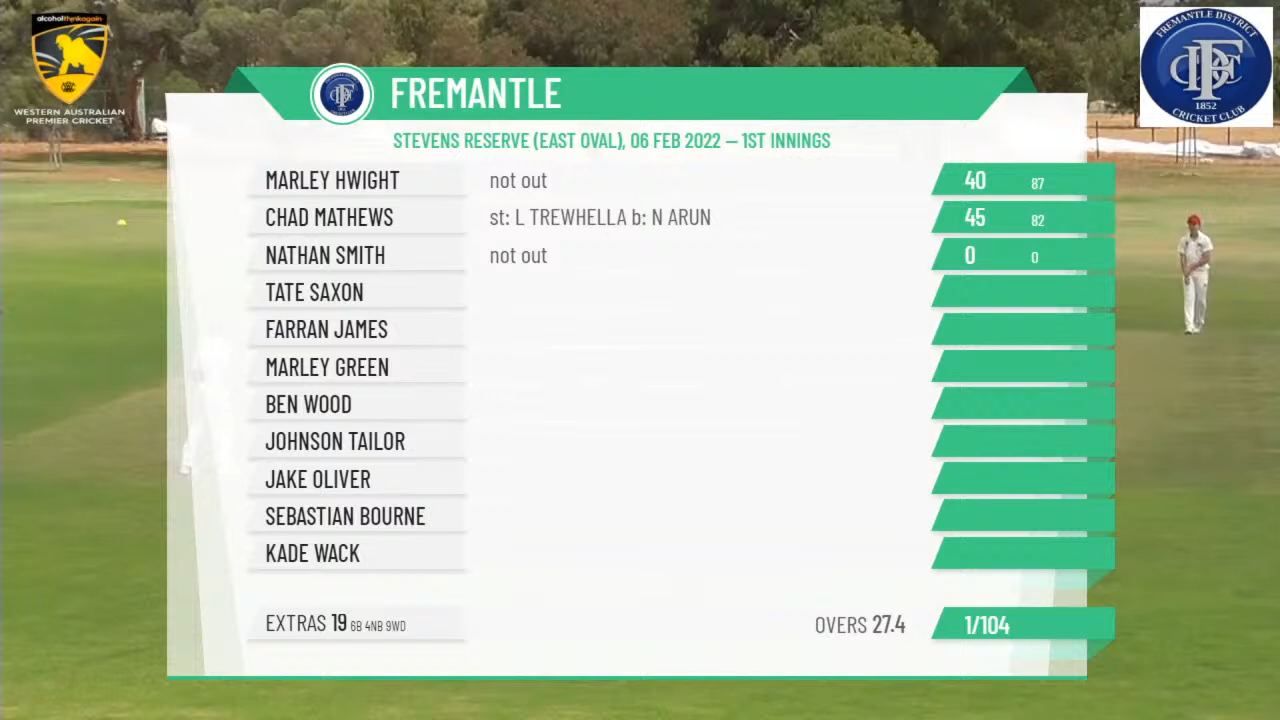 alcoholthinkagain
WESTERN AUSTRALIAN
PREMIER CRICKET
FREMANTLE DISTRICT
1852
CRICKET CLUB
FREMANTLE
STEVENS RESERVE (EAST OVAL), 06 FEB 2022 – 1ST INNINGS
MARLEY HWIGHT not out 40 87
CHAD MATHEWS st: L TREWHELLA b: N ARUN 45 82
NATHAN SMITH not out 0 0
TATE SAXON
FARRAN JAMES
MARLEY GREEN
BEN WOOD
JOHNSON TAILOR
JAKE OLIVER
SEBASTIAN BOURNE
KADE WACK
EXTRAS 19 6B 4NB 9WD OVERS 27.4 1/104